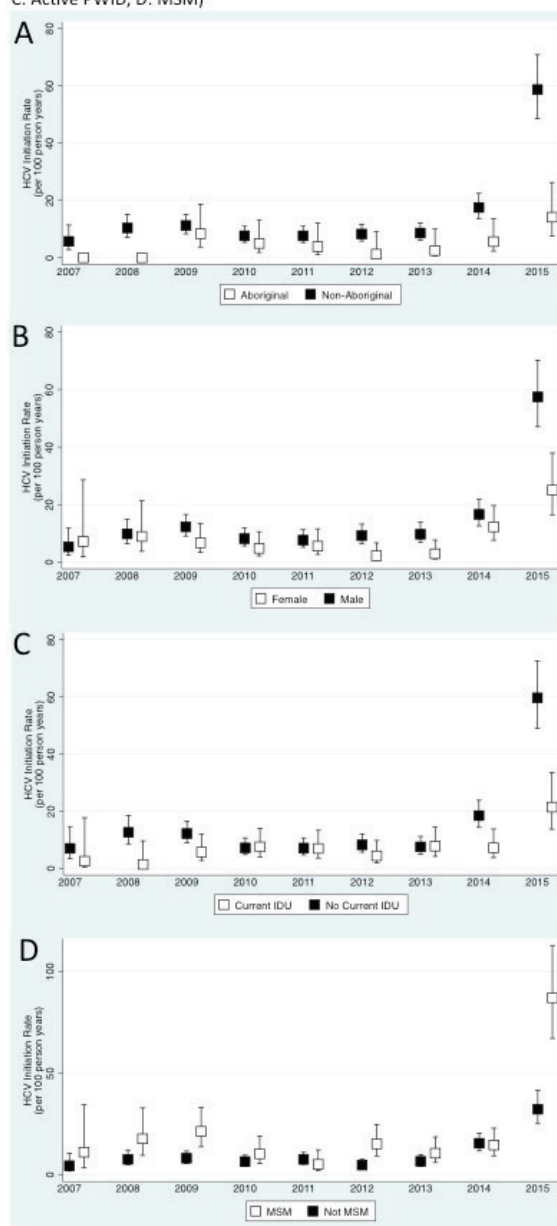 C: Active PWID, D: MSM)
A
HCV Initiation Rate
(per 100 person years)
80
60
40
20
0
2007 2008 2009 2010 2011 2012 2013 2014 2015
Aboriginal Non-Aboriginal
B
HCV Initiation Rate
(per 100 person years)
80
60
40
20
0
2007 2008 2009 2010 2011 2012 2013 2014 2015
Female Male
C
HCV Initiation Rate
(per 100 person years)
80
60
40
20
0
2007 2008 2009 2010 2011 2012 2013 2014 2015
Current IDU No Current IDU
D
HCV Initiation Rate
(per 100 person years)
100
50
0
2007 2008 2009 2010 2011 2012 2013 2014 2015
MSM Not MSM